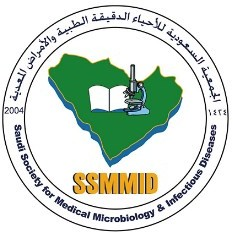 الجمعية السعودية للأحياء الدقيقة الطبية والأمراض المعدية
2004
١٤٢٤
SSMMID
Saudi Society for Medical Microbiology & Infectious Diseases